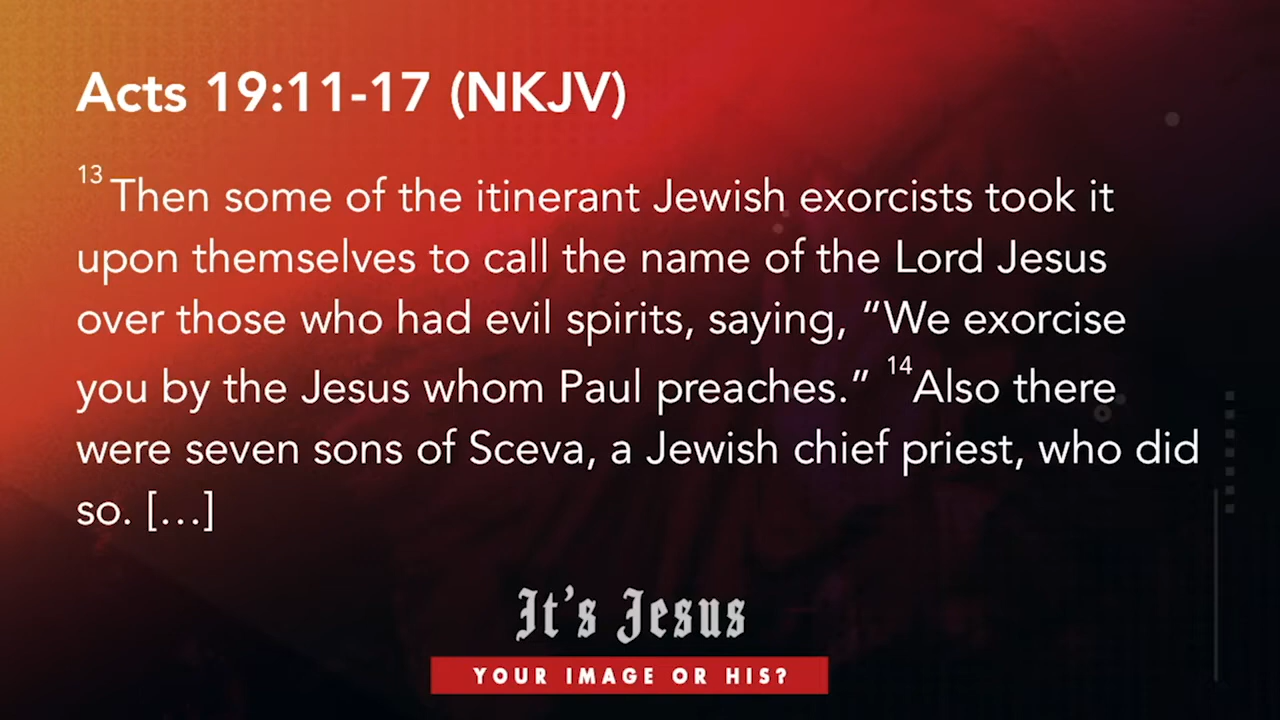 Acts 19:11-17 (NKJV)
13 Then some of the itinerant Jewish exorcists took it
upon themselves to call the name of the Lord Jesus
over those who had evil spirits, saying, “We exorcise
you by the Jesus whom Paul preaches.” 14 Also there
were seven sons of Sceva, a Jewish chief priest, who did
so. […]
It’s Jesus
YOUR IMAGE OR HIS?